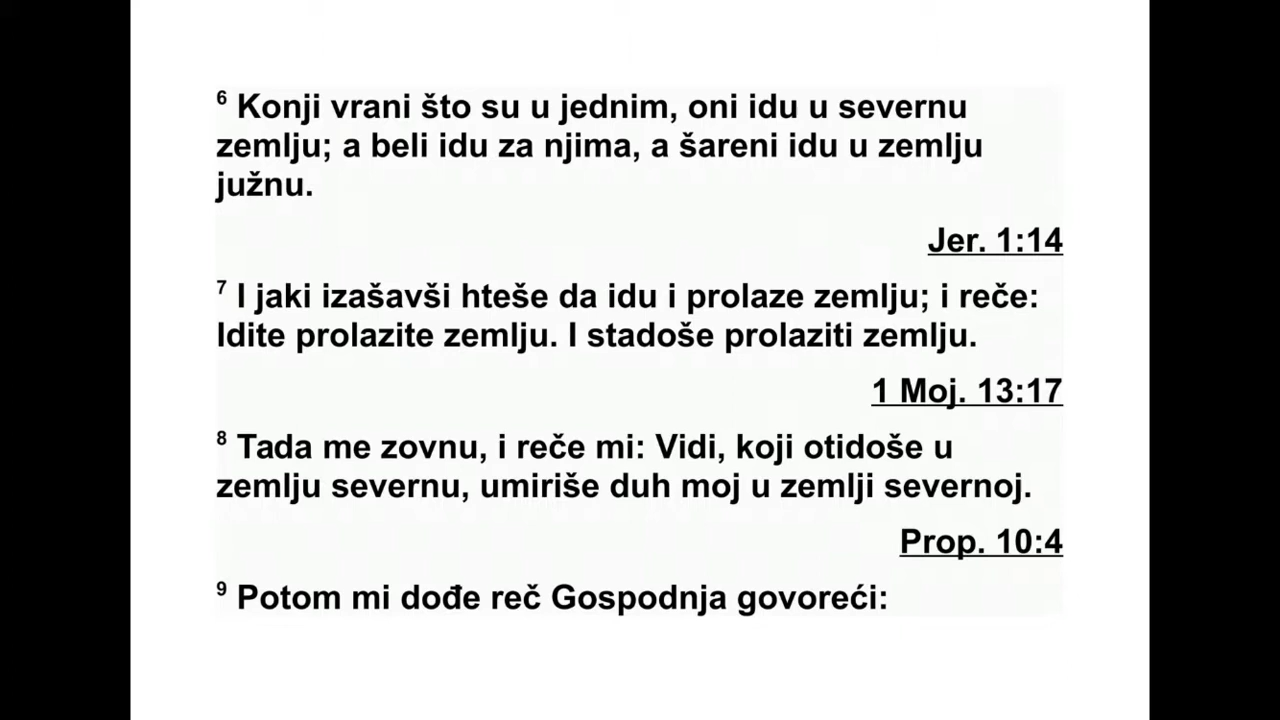 6 Konji vrani što su u jednim, oni idu u severnu
zemlju; a beli idu za njima, a šareni idu u zemlju
južnu.
Jer. 1:14
7 I jaki izašavši hteše da idu i prolaze zemlju; i reče:
Idite prolazite zemlju. I stadoše prolaziti zemlju.
1 Moj. 13:17
8 Tada me zovnu, i reče mi: Vidi, koji otidoše u
zemlju severnu, umiriše duh moj u zemlji severnoj.
Prop. 10:4
9 Potom mi dođe reč Gospodnja govoreći: